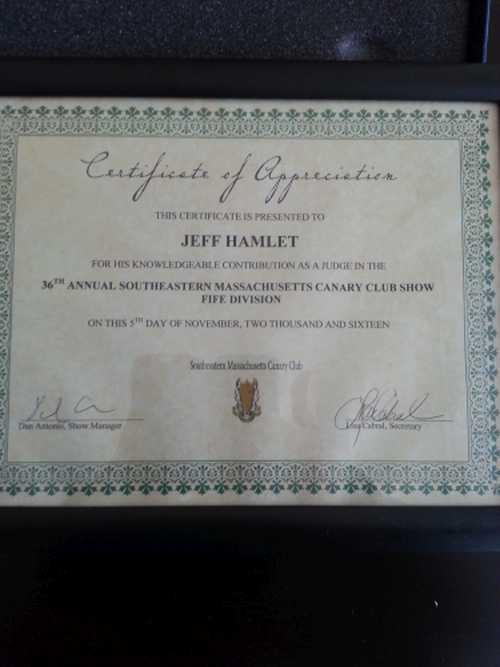 Certificate of Appreciation
THIS CERTIFICATE IS PRESENTED TO
JEFF HAMLET
FOR HIS KNOWLEDGEABLE CONTRIBUTION AS A JUDGE IN THE
36TH ANNUAL SOUTHEASTERN MASSACHUSETTS CANARY CLUB SHOW
FIFE DIVISION
ON THIS 5TH DAY OF NOVEMBER, TWO THOUSAND AND SIXTEEN
Southeastern Massachusetts Canary Club
Dan Antonio, Show Manager
Cabral, Secretary